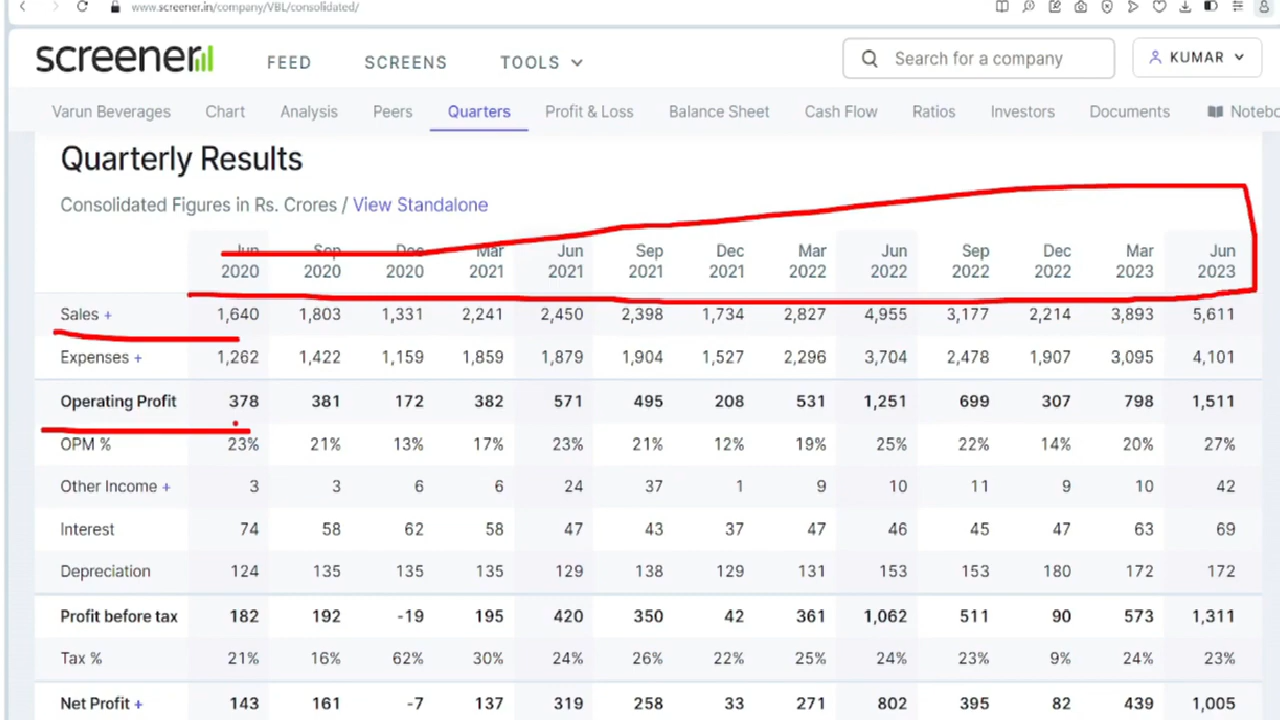 www.screener.in/company/VBL/consolidated/
screener
FEED SCREENS TOOLS
Search for a company
KUMAR
Varun Beverages Chart Analysis Peers Quarters Profit & Loss Balance Sheet Cash Flow Ratios Investors Documents Notebo
Quarterly Results
Consolidated Figures in Rs. Crores / View Standalone
Jun Sep Dec Mar Jun Sep Dec Mar Jun Sep Dec Mar Jun
2020 2020 2020 2021 2021 2021 2021 2022 2022 2022 2022 2023 2023
Sales + 1,640 1,803 1,331 2,241 2,450 2,398 1,734 2,827 4,955 3,177 2,214 3,893 5,611
Expenses + 1,262 1,422 1,159 1,859 1,879 1,904 1,527 2,296 3,704 2,478 1,907 3,095 4,101
Operating Profit 378 381 172 382 571 495 208 531 1,251 699 307 798 1,511
OPM % 23% 21% 13% 17% 23% 21% 12% 19% 25% 22% 14% 20% 27%
Other Income + 3 3 6 6 24 37 1 9 10 11 9 10 42
Interest 74 58 62 58 47 43 37 47 46 45 47 63 69
Depreciation 124 135 135 135 129 138 129 131 153 153 180 172 172
Profit before tax 182 192 -19 195 420 350 42 361 1,062 511 90 573 1,311
Tax % 21% 16% 62% 30% 24% 26% 22% 25% 24% 23% 9% 24% 23%
Net Profit + 143 161 -7 137 319 258 33 271 802 395 82 439 1,005